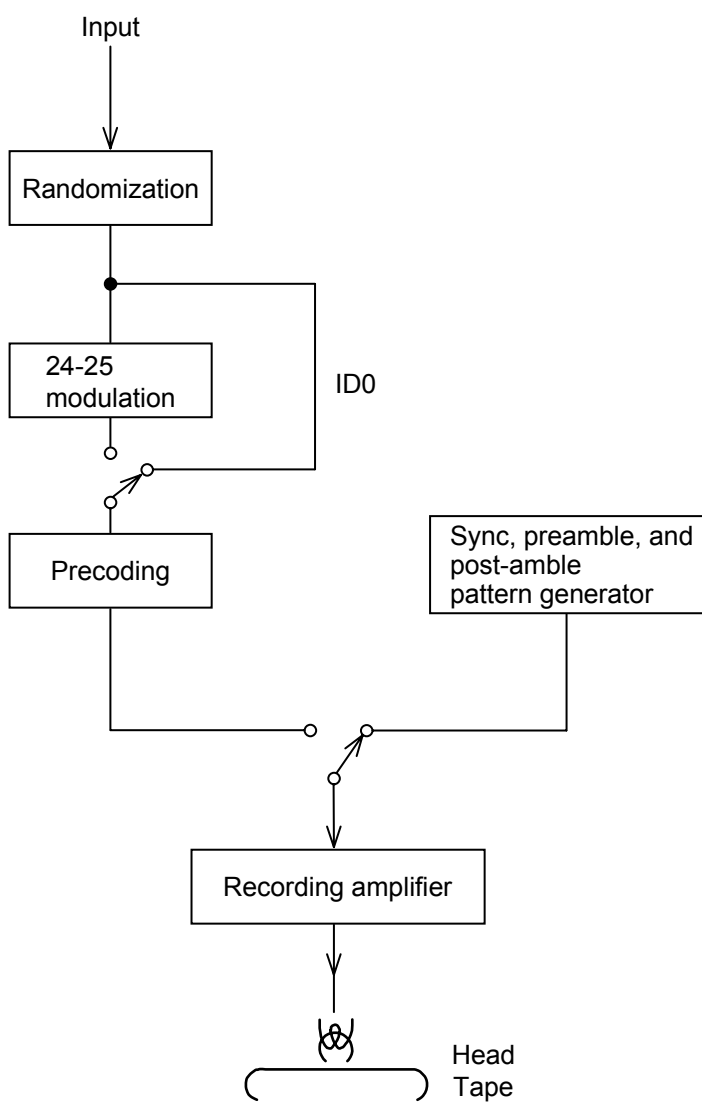 Input
Randomization
24-25
modulation
ID0
Precoding
Sync, preamble, and
post-amble
pattern generator
Recording amplifier
Head
Tape